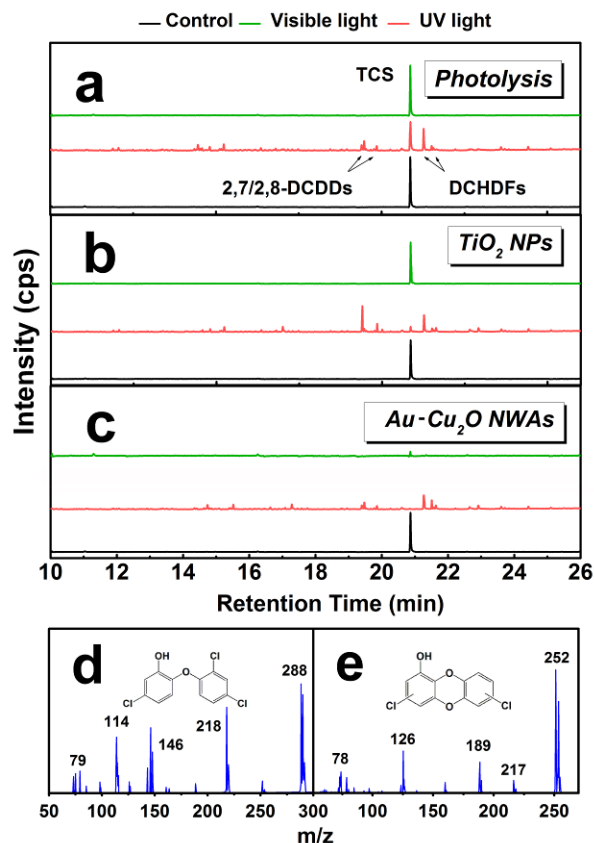 Control Visible light UV light
a
TCS
Photolysis
2,7/2,8-DCDDs
DCHDFs
b
TiO2 NPs
c
Au-Cu2O NWAs
Intensity (cps)
10 12 14 16 18 20 22 24 26
Retention Time (min)
d
OH
Cl
O
Cl
Cl
79
114
146
218
288
e
OH
O
O
Cl
Cl
78
126
189
217
252
50 100 150 200 250 300 100 150 200 250
m/z